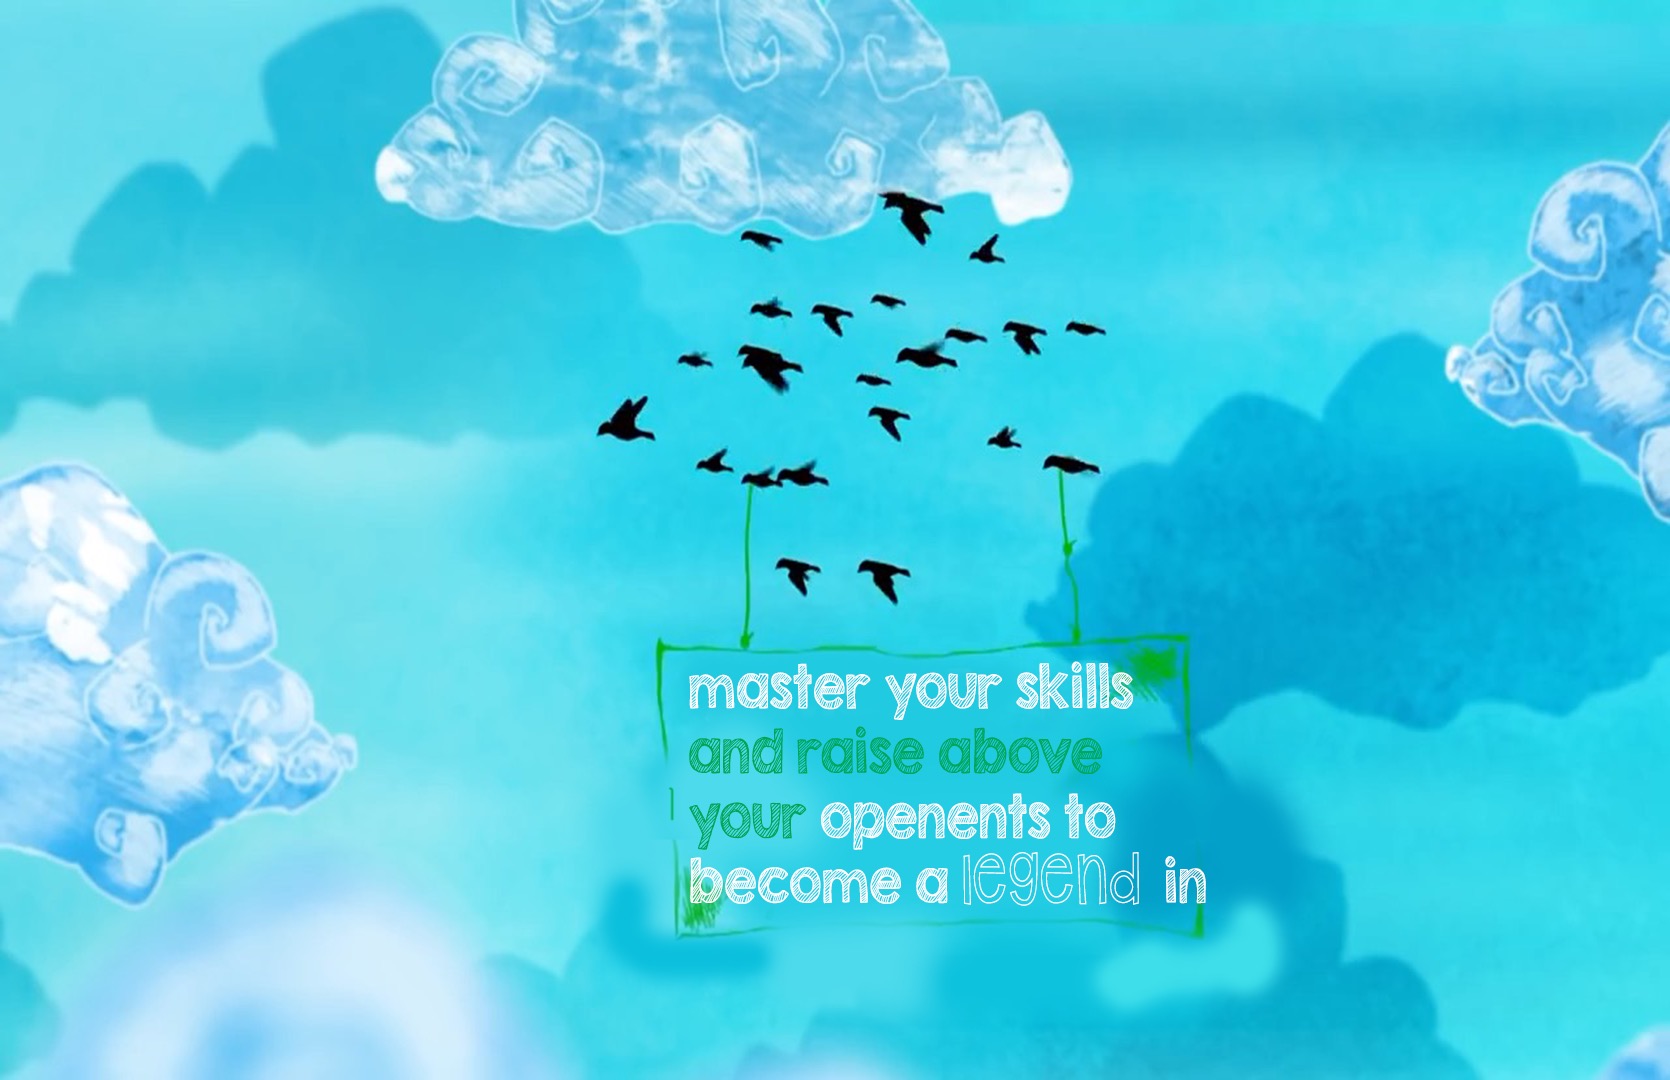 master your skills
and raise above
your openents to
become a legend in